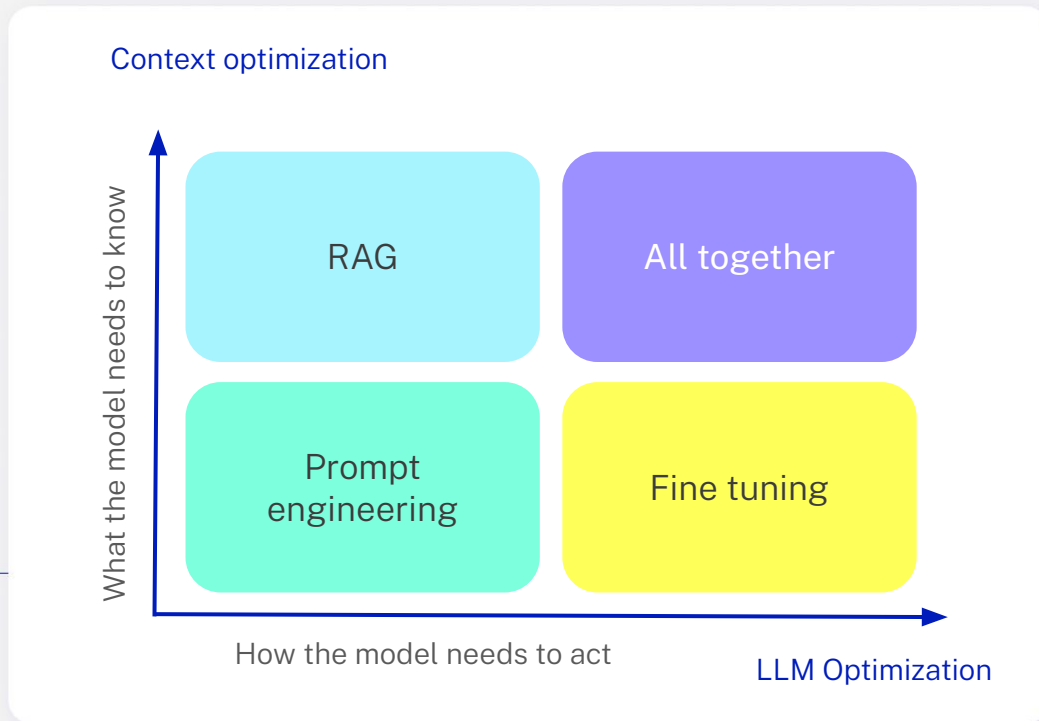 Context optimization
What the model needs to know
RAG
All together
Prompt
engineering
Fine tuning
How the model needs to act
LLM Optimization